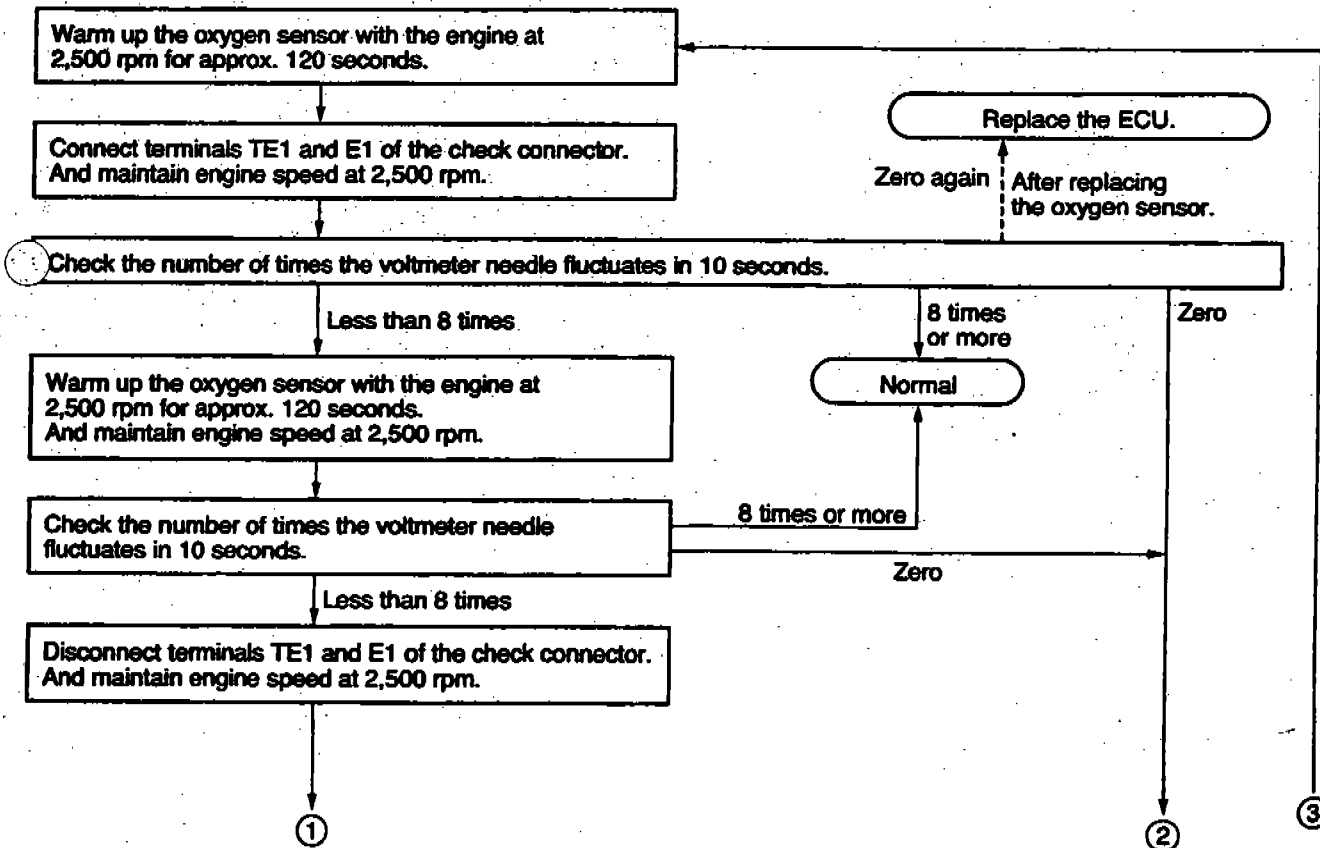 Warm up the oxygen sensor with the engine at
2,500 rpm for approx. 120 seconds.
Replace the ECU.
Connect terminals TE1 and E1 of the check connector.
And maintain engine speed at 2,500 rpm.
Zero again
After replacing
the oxygen sensor.
Check the number of times the voltmeter needle fluctuates in 10 seconds.
Less than 8 times
8 times
or more
Zero
Warm up the oxygen sensor with the engine at
2,500 rpm for approx. 120 seconds.
And maintain engine speed at 2,500 rpm.
Normal
Check the number of times the voltmeter needle
fluctuates in 10 seconds.
8 times or more
Zero
Less than 8 times
Disconnect terminals TE1 and E1 of the check connector.
And maintain engine speed at 2,500 rpm.
1
2
3